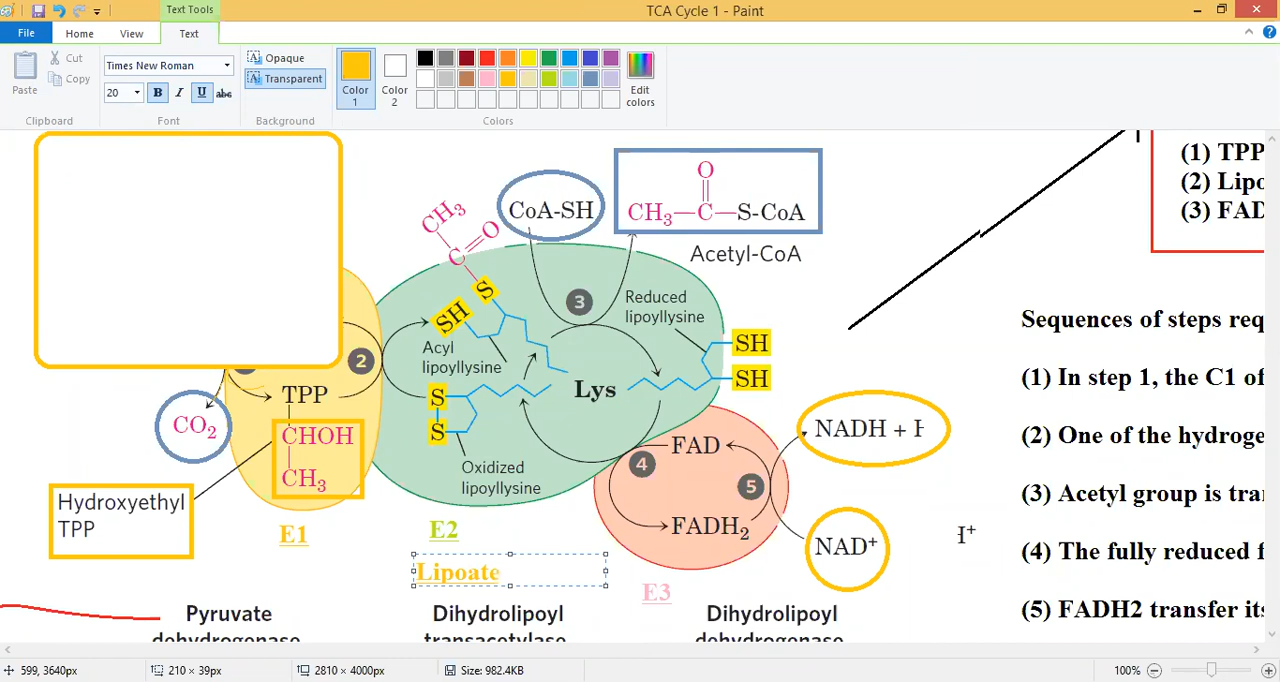 TCA Cycle 1 - Paint
Text Tools
File
Home
View
Text
Paste
Cut
Copy
Clipboard
Times New Roman
20
B
I
U
abc
Font
A
Opaque
A
Transparent
Background
Color
1
Color
2
Edit
colors
Colors
(1) TPP
(2) Lipo
(3) FAD
CoA-SH
O
CH3—C—S-CoA
Acetyl-CoA
CH3
C
O
S
SH
3
Reduced
lipoyllysine
SH
SH
Acyl
lipoyllysine
2
Lys
TPP
CHOH
CH3
CO2
S
S
Oxidized
lipoyllysine
Hydroxyethyl
TPP
FAD
4
5
FADH2
NADH +
NAD+
E1
E2
Lipoate
E3
Pyruvate
dehydrogenase
Dihydrolipoyl
transacetylase
Dihydrolipoyl
dehydrogenase
Sequences of steps req
(1) In step 1, the C1 of
(2) One of the hydroge
(3) Acetyl group is tra
(4) The fully reduced f
(5) FADH2 transfer its
599, 3640px
210 × 39px
2810 × 4000px
Size: 982.4KB
100%